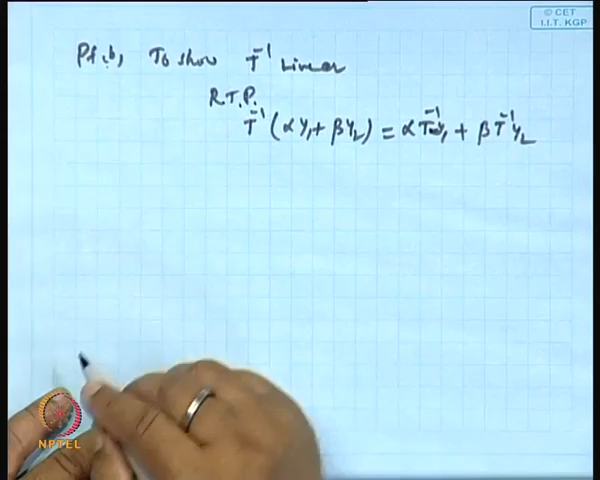 © CET
I.I.T. KGP
Pf.b, To show T⁻¹ Linear
R.T.P.
T⁻¹(αy₁ + βy₂) = αT⁻¹y₁ + βT⁻¹y₂
NPTEL